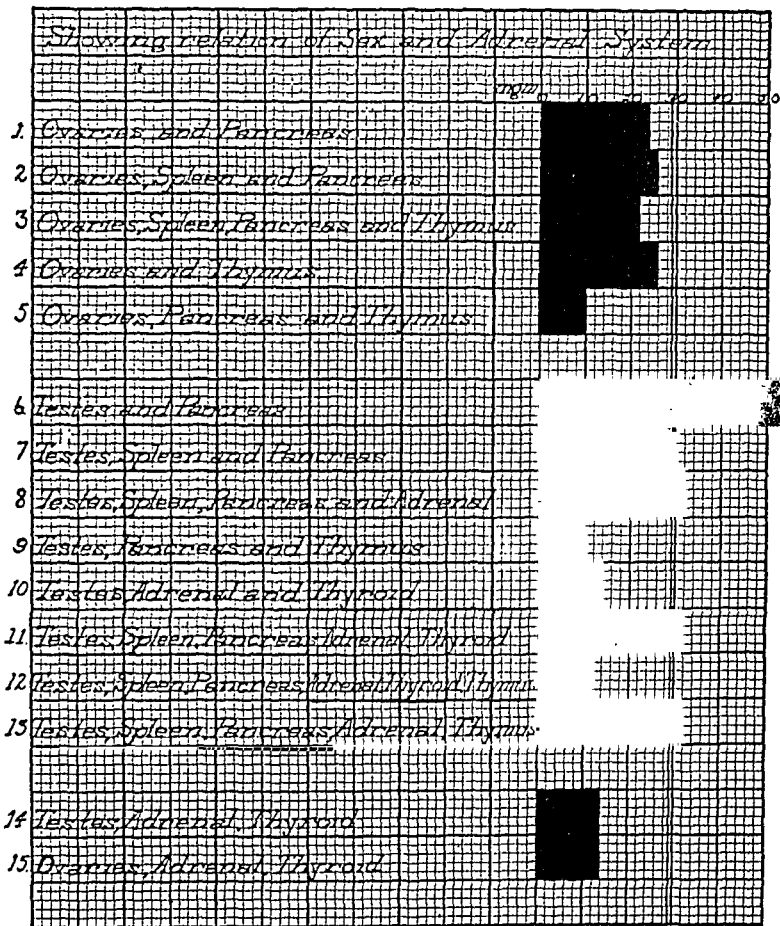 Showing relation of Sex and Adrenal System
mgm 0 10 20 30 40 50
1. Ovaries and Pancreas
2 Ovaries, Spleen and Pancreas
3 Ovaries, Spleen, Pancreas and Thymus
4 Ovaries and Thymus
5 Ovaries, Pancreas and Thymus
6 Testes and Pancreas
7 Testes, Spleen and Pancreas
8 Testes, Spleen, Pancreas and Adrenal
9 Testes, Pancreas and Thymus
10 Testes Adrenal and Thyroid
11 Testes, Spleen, Pancreas, Adrenal, Thyroid
12 Testes, Spleen, Pancreas, Adrenal Thyroid Thymus
13 Testes, Spleen, Pancreas, Adrenal, Thymus
14 Testes, Adrenal, Thyroid
15. Ovaries, Adrenal, Thyroid